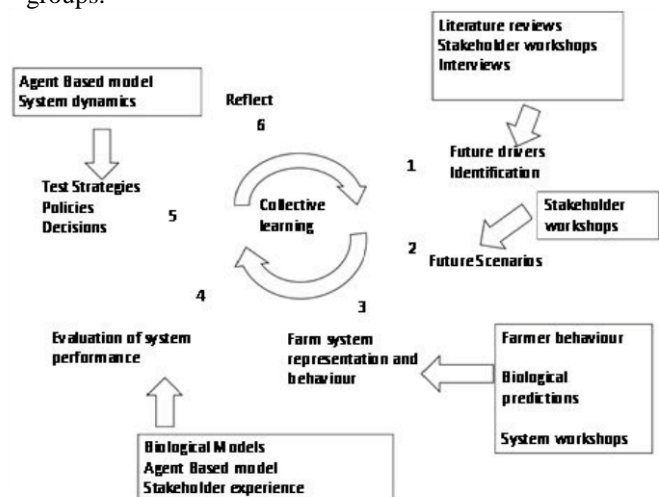 groups.
Literature reviews
Stakeholder workshops
Interviews
Agent Based model
System dynamics
Reflect
6
1
Future drivers
Identification
Test Strategies
Policies
Decisions
5
Collective
learning
Stakeholder
workshops
2
Future Scenarios
4
3
Evaluation of system
performance
Farm system
representation and
behaviour
Farmer behaviour
Biological
predictions
System workshops
Biological Models
Agent Based model
Stakeholder experience